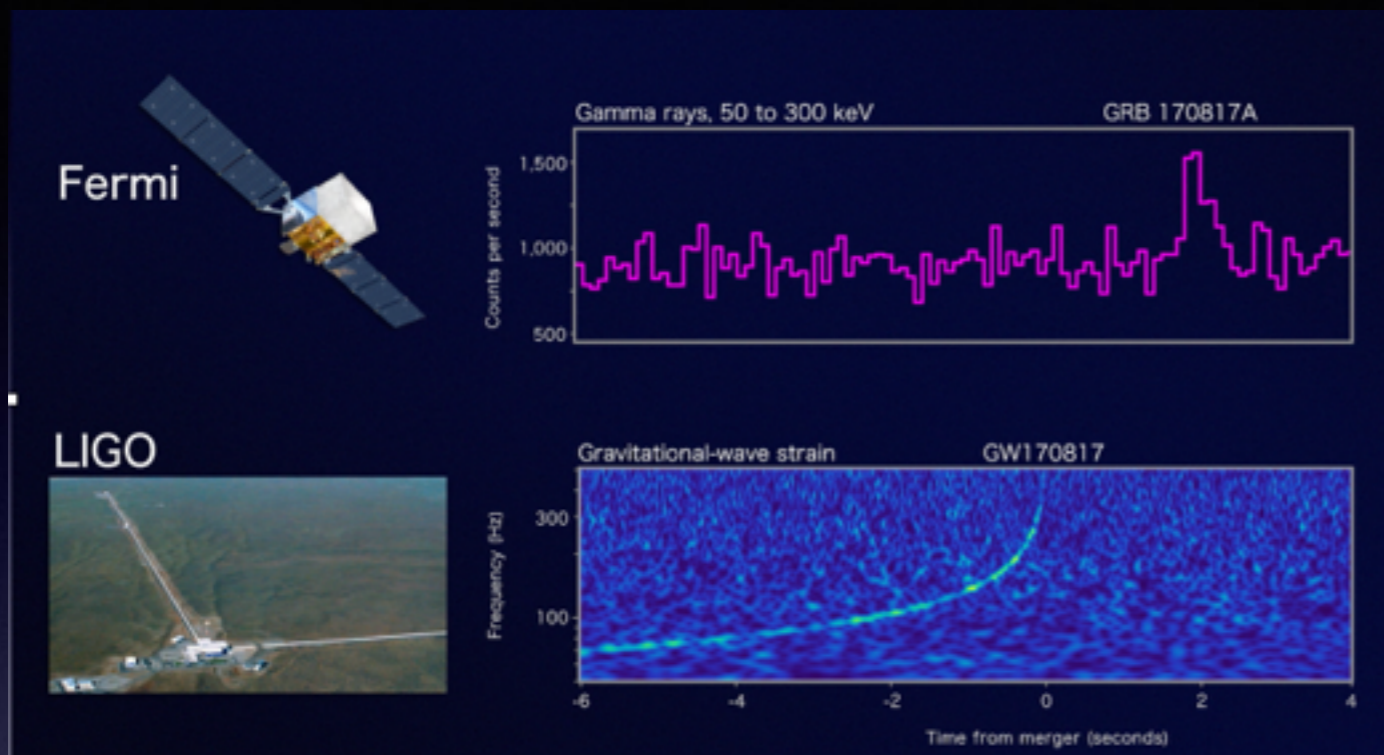 Fermi
Gamma rays, 50 to 300 keV
GRB 170817A
Counts per second
1,500
1,000
500
LIGO
Gravitational-wave strain
GW170817
Frequency (Hz)
300
100
-6 -4 -2 0 2 4
Time from merger (seconds)